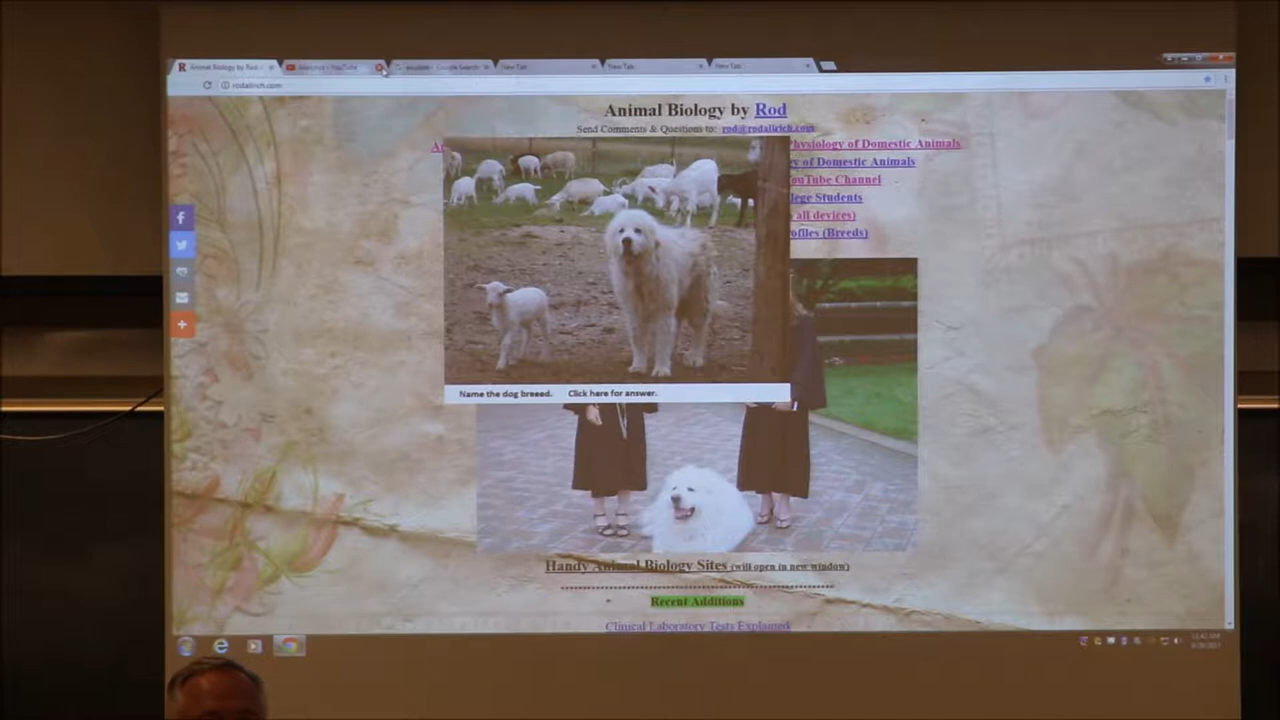 Animal Biology by Rod
New Tab
New Tab
New Tab
rodallrich.com
Animal Biology by Rod
Send Comments & Questions to: rod@rodallrich.com
Physiology of Domestic Animals
of Domestic Animals
YouTube Channel
Students
all devices)
(Breeds)
Name the dog breeed. Click here for answer.
Handy Animal Biology Sites (will open in new window)
Recent Additions
Clinical Laboratory Tests Explained